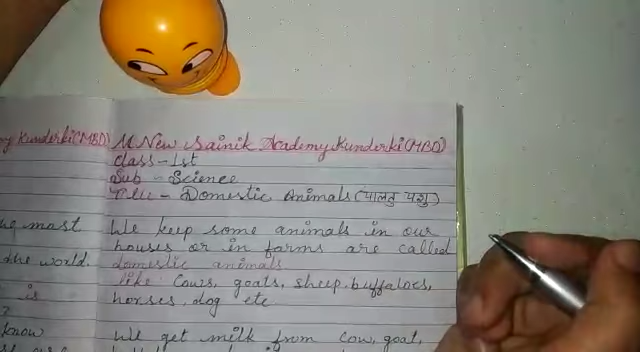 my Kunderki(MBD)
M.New Sainik Academy Kunderki(MBD)
Class-1st
Sub - Science
Title - Domestic Animals (पालतु पशु)
he most
We keep some animals in our
houses or in farms are called
the world.
domestic animals
like cows, goats, sheep, buffaloes,
is
horses, dog etc
?
know
We get milk from cow, goat,